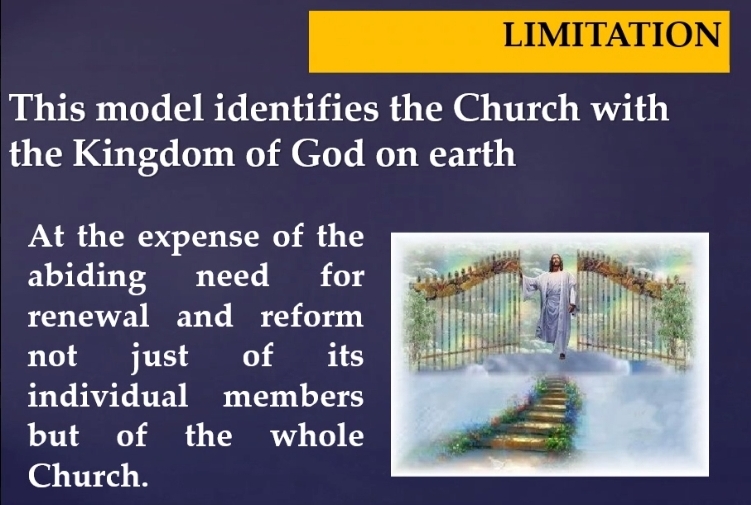 LIMITATION
This model identifies the Church with
the Kingdom of God on earth
At the expense of the
abiding need for
renewal and reform
not just of its
individual members
but of the whole
Church.